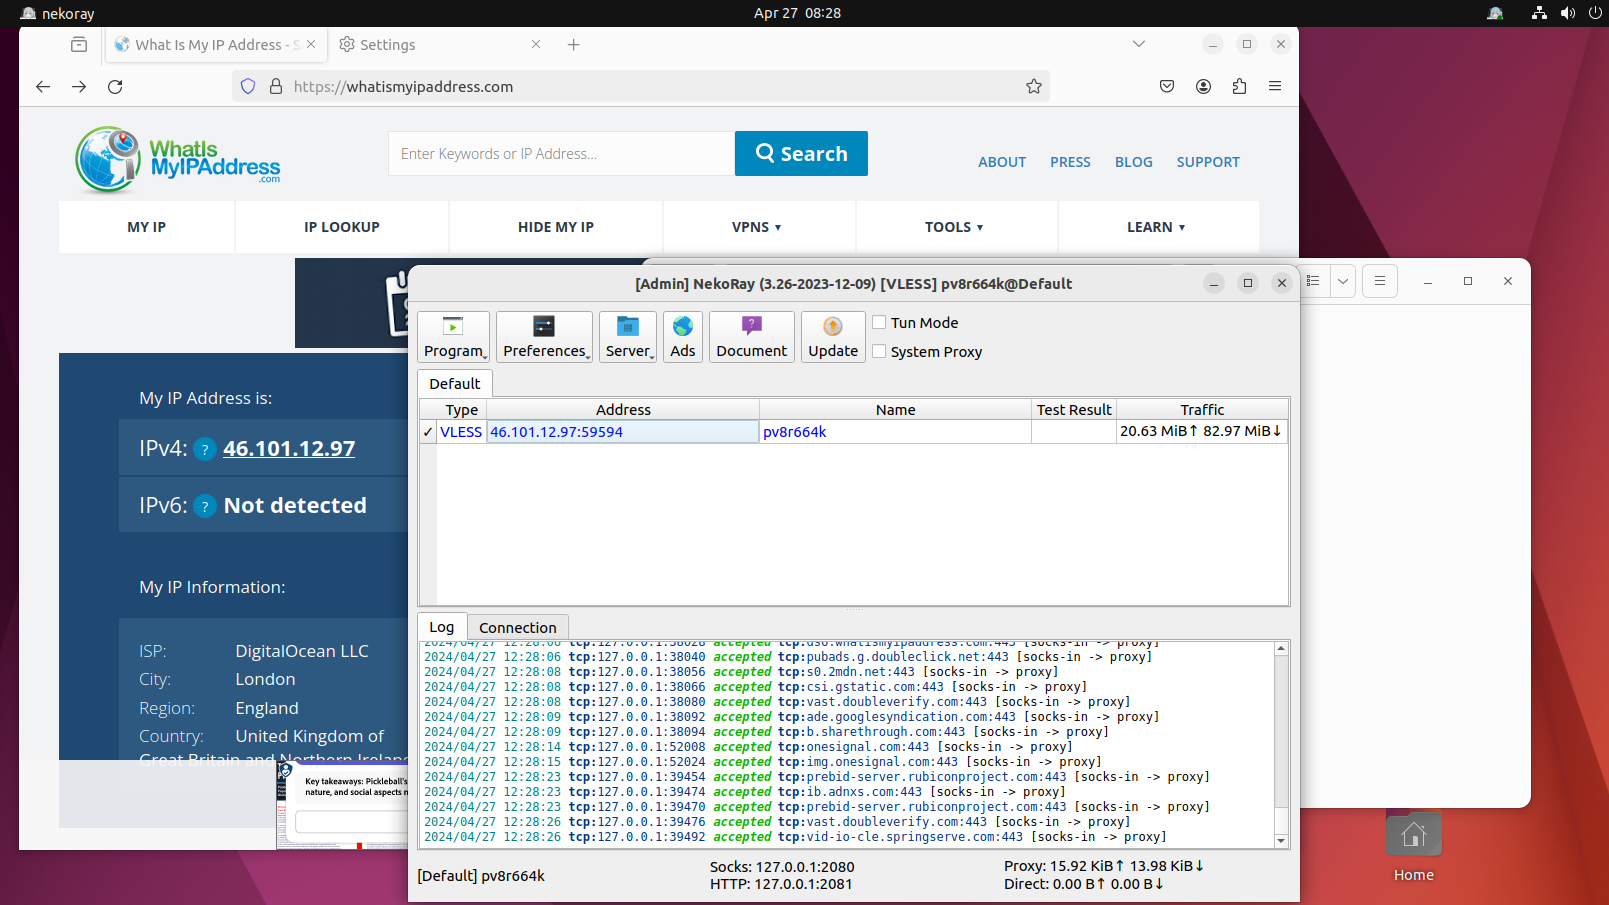 nekoray
Apr 27 08:28
What Is My IP Address - S
Settings
https://whatismyipaddress.com
WhatIs
MyIPAddress
.com
Enter Keywords or IP Address...
Search
ABOUT
PRESS
BLOG
SUPPORT
MY IP
IP LOOKUP
HIDE MY IP
VPNS ▾
TOOLS ▾
LEARN ▾
My IP Address is:
IPv4: ? 46.101.12.97
IPv6: ? Not detected
My IP Information:
ISP: DigitalOcean LLC
City: London
Region: England
Country: United Kingdom of
Great Britain and Northern Ireland
Key takeaways: Pickleball's
nature, and social aspects
[Admin] NekoRay (3.26-2023-12-09) [VLESS] pv8r664k@Default
Program
Preferences
Server
Ads
Document
Update
Tun Mode
System Proxy
Default
Type Address Name Test Result Traffic
✓ VLESS 46.101.12.97:59594 pv8r664k 20.63 MiB↑ 82.97 MiB↓
Log
Connection
2024/04/27 12:28:06 tcp:127.0.0.1:38028 accepted tcp:ds6.whatismyipaddress.com:443 [socks-in -> proxy]
2024/04/27 12:28:06 tcp:127.0.0.1:38040 accepted tcp:pubads.g.doubleclick.net:443 [socks-in -> proxy]
2024/04/27 12:28:08 tcp:127.0.0.1:38056 accepted tcp:s0.2mdn.net:443 [socks-in -> proxy]
2024/04/27 12:28:08 tcp:127.0.0.1:38066 accepted tcp:csi.gstatic.com:443 [socks-in -> proxy]
2024/04/27 12:28:08 tcp:127.0.0.1:38080 accepted tcp:vast.doubleverify.com:443 [socks-in -> proxy]
2024/04/27 12:28:09 tcp:127.0.0.1:38092 accepted tcp:ade.googlesyndication.com:443 [socks-in -> proxy]
2024/04/27 12:28:09 tcp:127.0.0.1:38094 accepted tcp:b.sharethrough.com:443 [socks-in -> proxy]
2024/04/27 12:28:14 tcp:127.0.0.1:52008 accepted tcp:onesignal.com:443 [socks-in -> proxy]
2024/04/27 12:28:15 tcp:127.0.0.1:52024 accepted tcp:img.onesignal.com:443 [socks-in -> proxy]
2024/04/27 12:28:23 tcp:127.0.0.1:39454 accepted tcp:prebid-server.rubiconproject.com:443 [socks-in -> proxy]
2024/04/27 12:28:23 tcp:127.0.0.1:39474 accepted tcp:ib.adnxs.com:443 [socks-in -> proxy]
2024/04/27 12:28:23 tcp:127.0.0.1:39470 accepted tcp:prebid-server.rubiconproject.com:443 [socks-in -> proxy]
2024/04/27 12:28:26 tcp:127.0.0.1:39476 accepted tcp:vast.doubleverify.com:443 [socks-in -> proxy]
2024/04/27 12:28:26 tcp:127.0.0.1:39492 accepted tcp:vid-io-cle.springserve.com:443 [socks-in -> proxy]
[Default] pv8r664k
Socks: 127.0.0.1:2080
HTTP: 127.0.0.1:2081
Proxy: 15.92 KiB↑ 13.98 KiB↓
Direct: 0.00 B↑ 0.00 B↓
Home